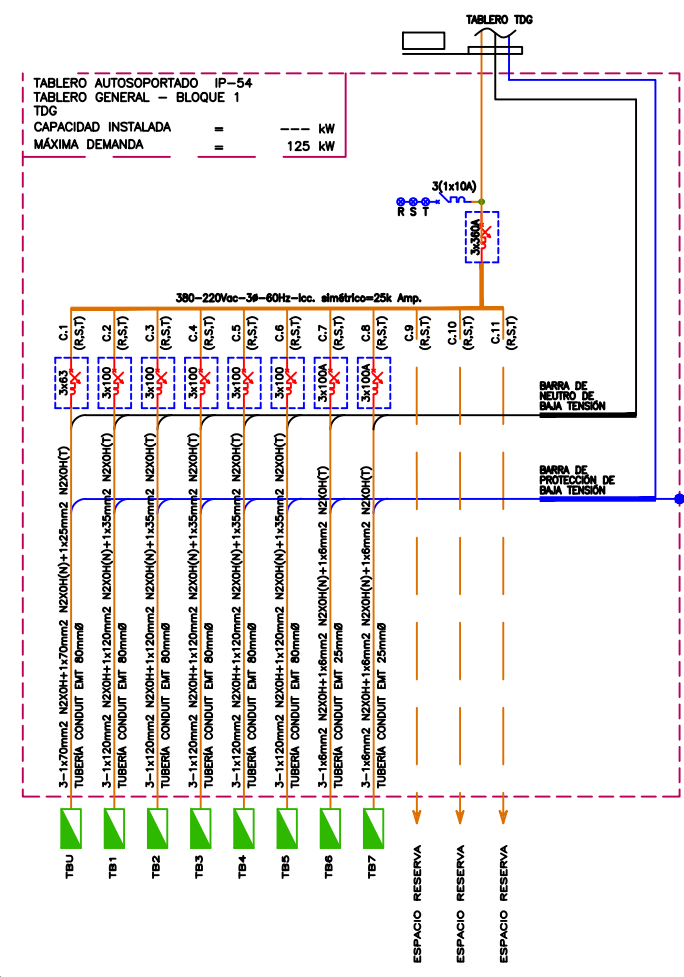 TABLERO TDG
TABLERO AUTOSOPORTADO IP-54
TABLERO GENERAL - BLOQUE 1
TDG
CAPACIDAD INSTALADA = --- kW
MÁXIMA DEMANDA = 125 kW
3(1x10A)
R S T
3x360A
380-220Vac-3Ø-60Hz-Icc. simétrico=25k Amp.
C.1
(R,S,T)
C.2
(R,S,T)
C.3
(R,S,T)
C.4
(R,S,T)
C.5
(R,S,T)
C.6
(R,S,T)
C.7
(R,S,T)
C.8
(R,S,T)
C.9
(R,S,T)
C.10
(R,S,T)
C.11
(R,S,T)
3x63
3x100
3x100
3x100
3x100
3x100
3x100A
3x100A
BARRA DE
NEUTRO DE
BAJA TENSIÓN
BARRA DE
PROTECCIÓN DE
BAJA TENSIÓN
3-1x70mm2 N2XOH+1x70mm2 N2XOH(N)+1x25mm2 N2XOH(T)
TUBERÍA CONDUIT EMT 80mmØ
3-1x120mm2 N2XOH+1x120mm2 N2XOH(N)+1x35mm2 N2XOH(T)
TUBERÍA CONDUIT EMT 80mmØ
3-1x120mm2 N2XOH+1x120mm2 N2XOH(N)+1x35mm2 N2XOH(T)
TUBERÍA CONDUIT EMT 80mmØ
3-1x120mm2 N2XOH+1x120mm2 N2XOH(N)+1x35mm2 N2XOH(T)
TUBERÍA CONDUIT EMT 80mmØ
3-1x120mm2 N2XOH+1x120mm2 N2XOH(N)+1x35mm2 N2XOH(T)
TUBERÍA CONDUIT EMT 80mmØ
3-1x120mm2 N2XOH+1x120mm2 N2XOH(N)+1x35mm2 N2XOH(T)
TUBERÍA CONDUIT EMT 80mmØ
3-1x6mm2 N2XOH+1x6mm2 N2XOH(N)+1x6mm2 N2XOH(T)
TUBERÍA CONDUIT EMT 25mmØ
3-1x6mm2 N2XOH+1x6mm2 N2XOH(N)+1x6mm2 N2XOH(T)
TUBERÍA CONDUIT EMT 25mmØ
TBU
TB1
TB2
TB3
TB4
TB5
TB6
TB7
ESPACIO RESERVA
ESPACIO RESERVA
ESPACIO RESERVA